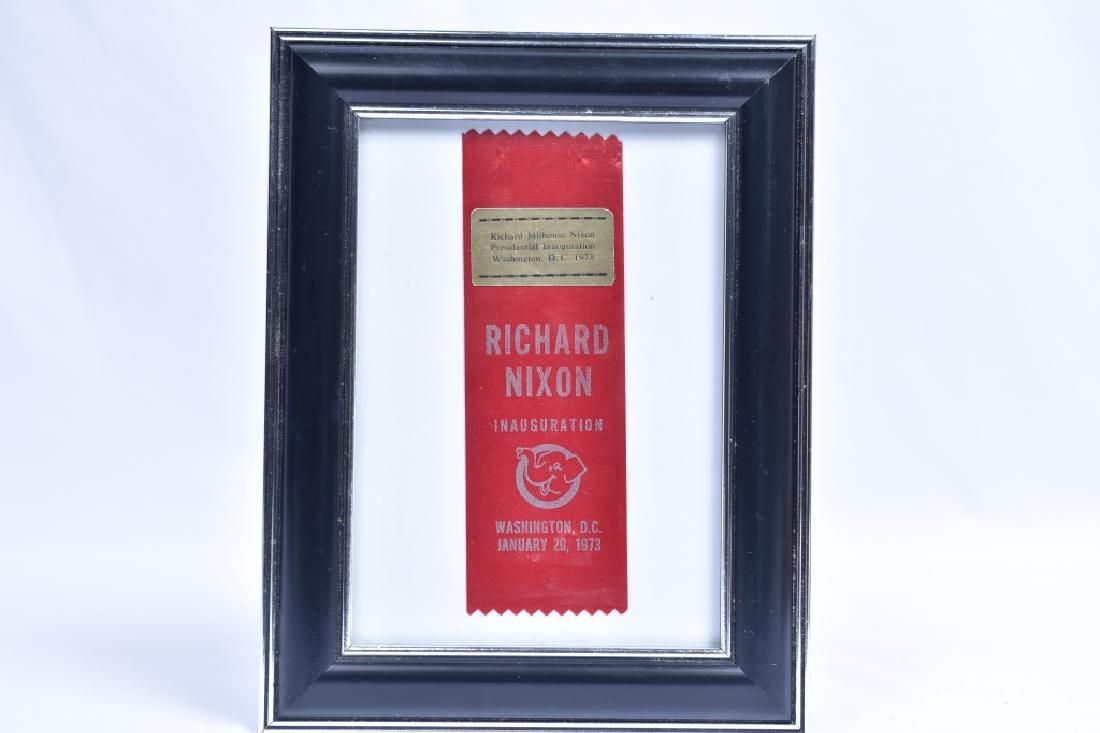 Richard Milhouse Nixon
Presidential Inauguration
Washington, D. C. 1973
RICHARD
NIXON
INAUGURATION
WASHINGTON, D.C.
JANUARY 20, 1973